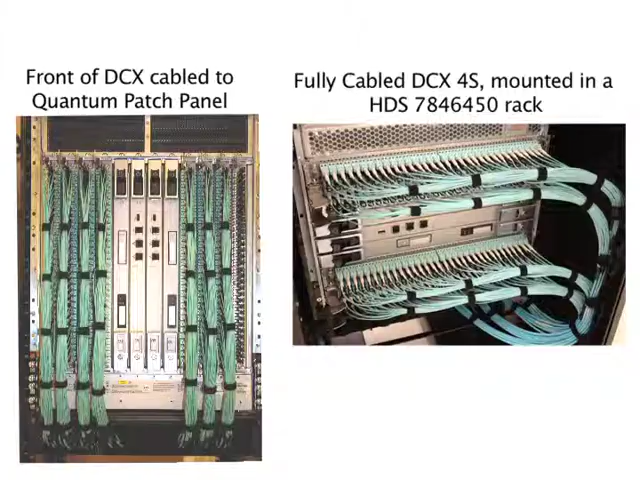 Front of DCX cabled to
Quantum Patch Panel
Fully Cabled DCX 4S, mounted in a
HDS 7846450 rack